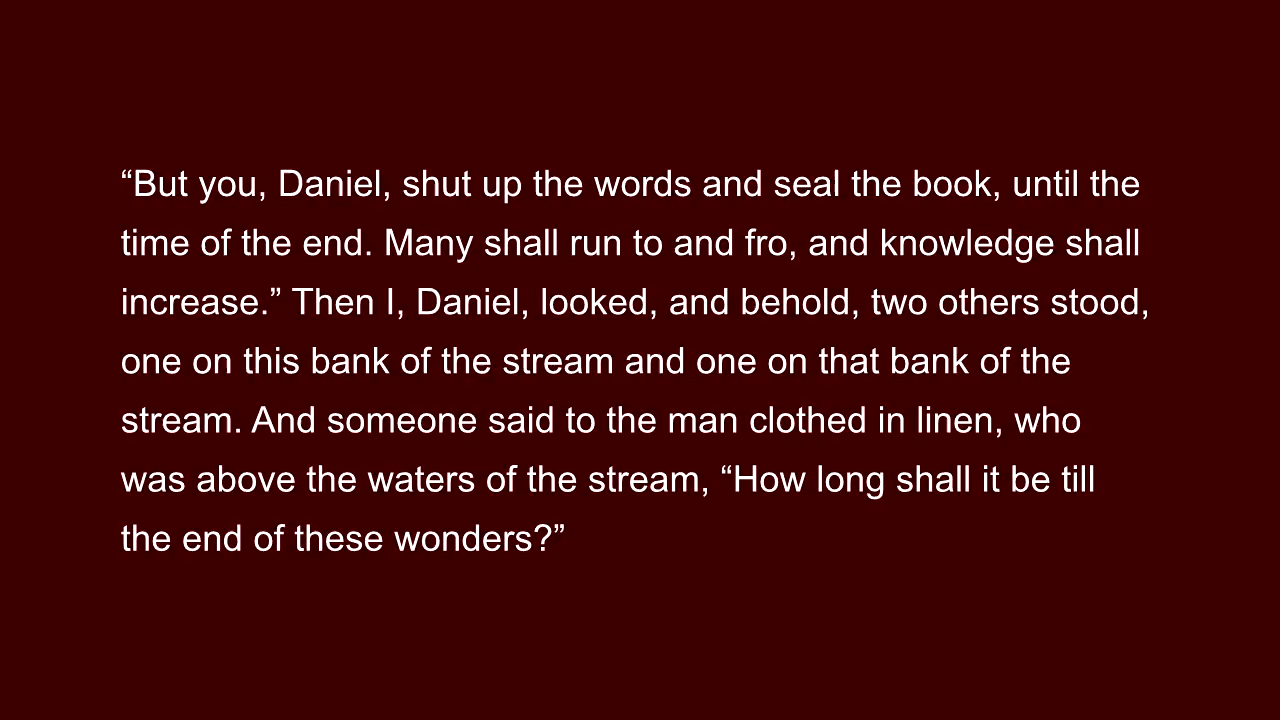 “But you, Daniel, shut up the words and seal the book, until the
time of the end. Many shall run to and fro, and knowledge shall
increase.” Then I, Daniel, looked, and behold, two others stood,
one on this bank of the stream and one on that bank of the
stream. And someone said to the man clothed in linen, who
was above the waters of the stream, “How long shall it be till
the end of these wonders?”